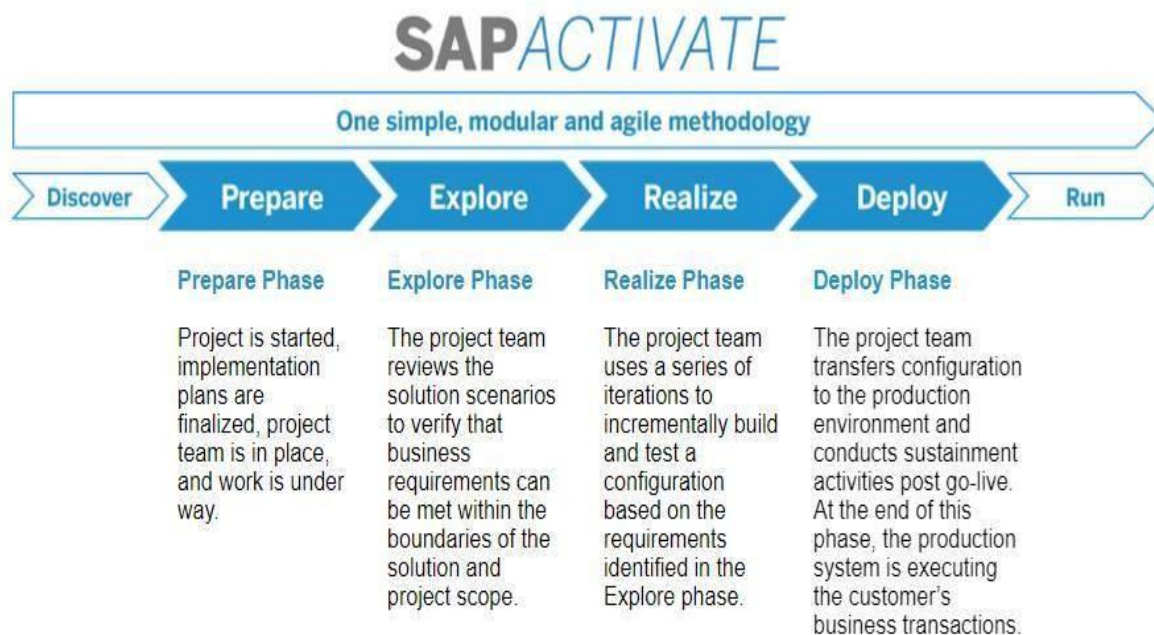 SAP ACTIVATE
One simple, modular and agile methodology
Discover
Prepare
Explore
Realize
Deploy
Run
Prepare Phase
Project is started,
implementation
plans are
finalized, project
team is in place,
and work is under
way.
Explore Phase
The project team
reviews the
solution scenarios
to verify that
business
requirements can
be met within the
boundaries of the
solution and
project scope.
Realize Phase
The project team
uses a series of
iterations to
incrementally build
and test a
configuration
based on the
requirements
identified in the
Explore phase.
Deploy Phase
The project team
transfers configuration
to the production
environment and
conducts sustainment
activities post go-live.
At the end of this
phase, the production
system is executing
the customer's
business transactions.